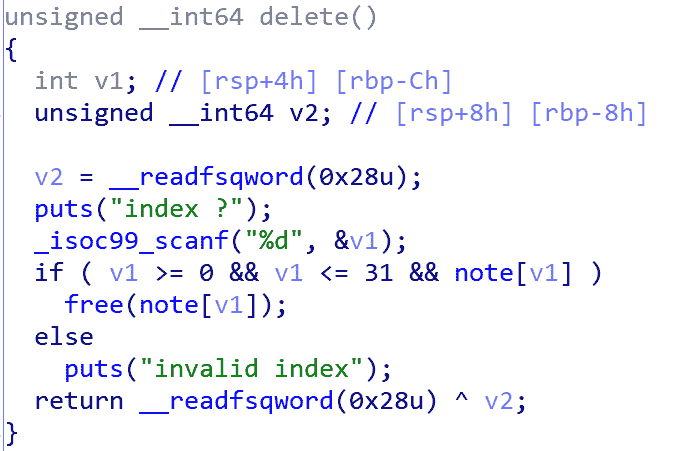 unsigned __int64 delete()
{
  int v1; // [rsp+4h] [rbp-Ch]
  unsigned __int64 v2; // [rsp+8h] [rbp-8h]

  v2 = __readfsqword(0x28u);
  puts("index ?");
  _isoc99_scanf("%d", &v1);
  if ( v1 >= 0 && v1 <= 31 && note[v1] )
    free(note[v1]);
  else
    puts("invalid index");
  return __readfsqword(0x28u) ^ v2;
}